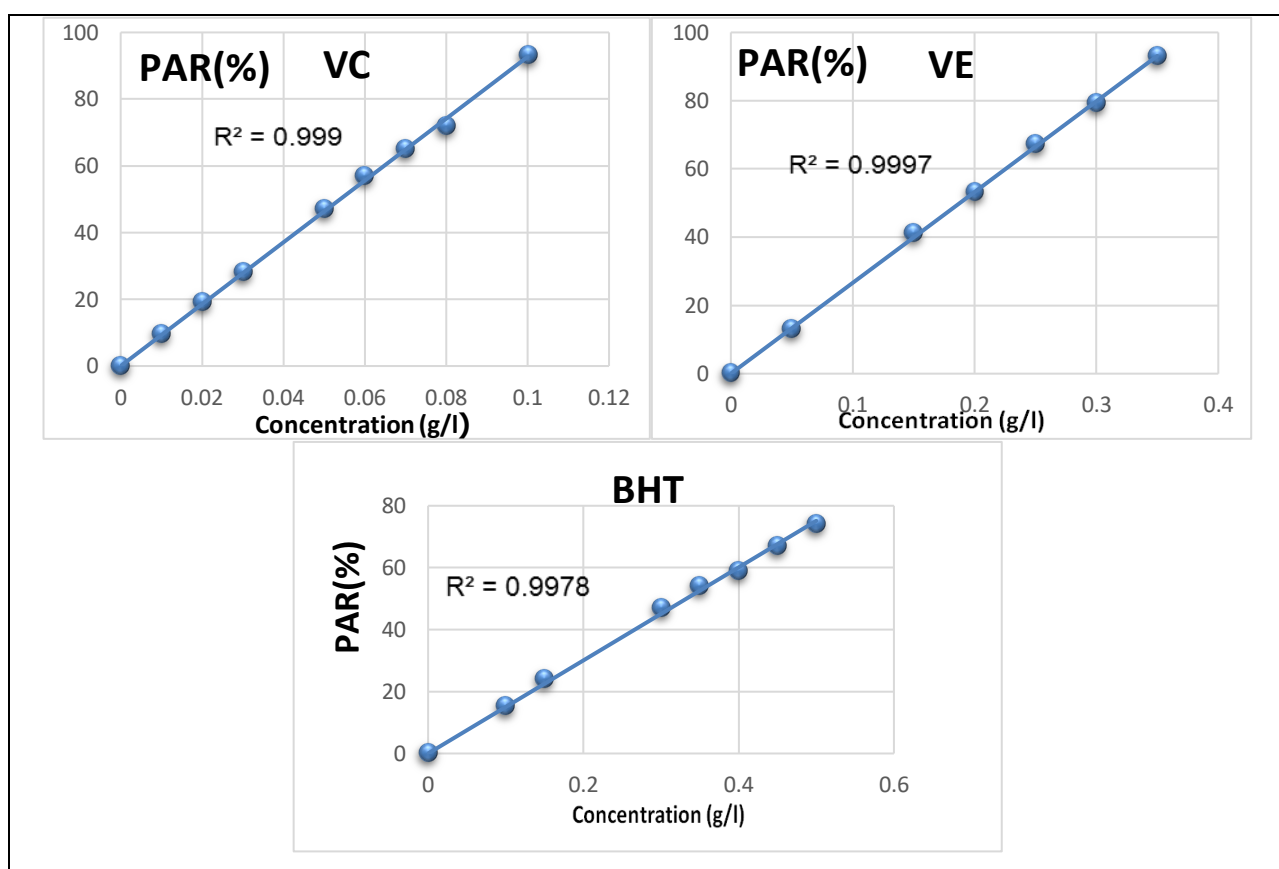 PAR(%) VC
R² = 0.999
100
80
60
40
20
0
0 0.02 0.04 0.06 0.08 0.1 0.12
Concentration (g/l)
PAR(%) VE
R² = 0.9997
100
80
60
40
20
0
0 0.1 0.2 0.3 0.4
Concentration (g/l)
BHT
PAR(%)
R² = 0.9978
80
60
40
20
0
0 0.2 0.4 0.6
Concentration (g/l)